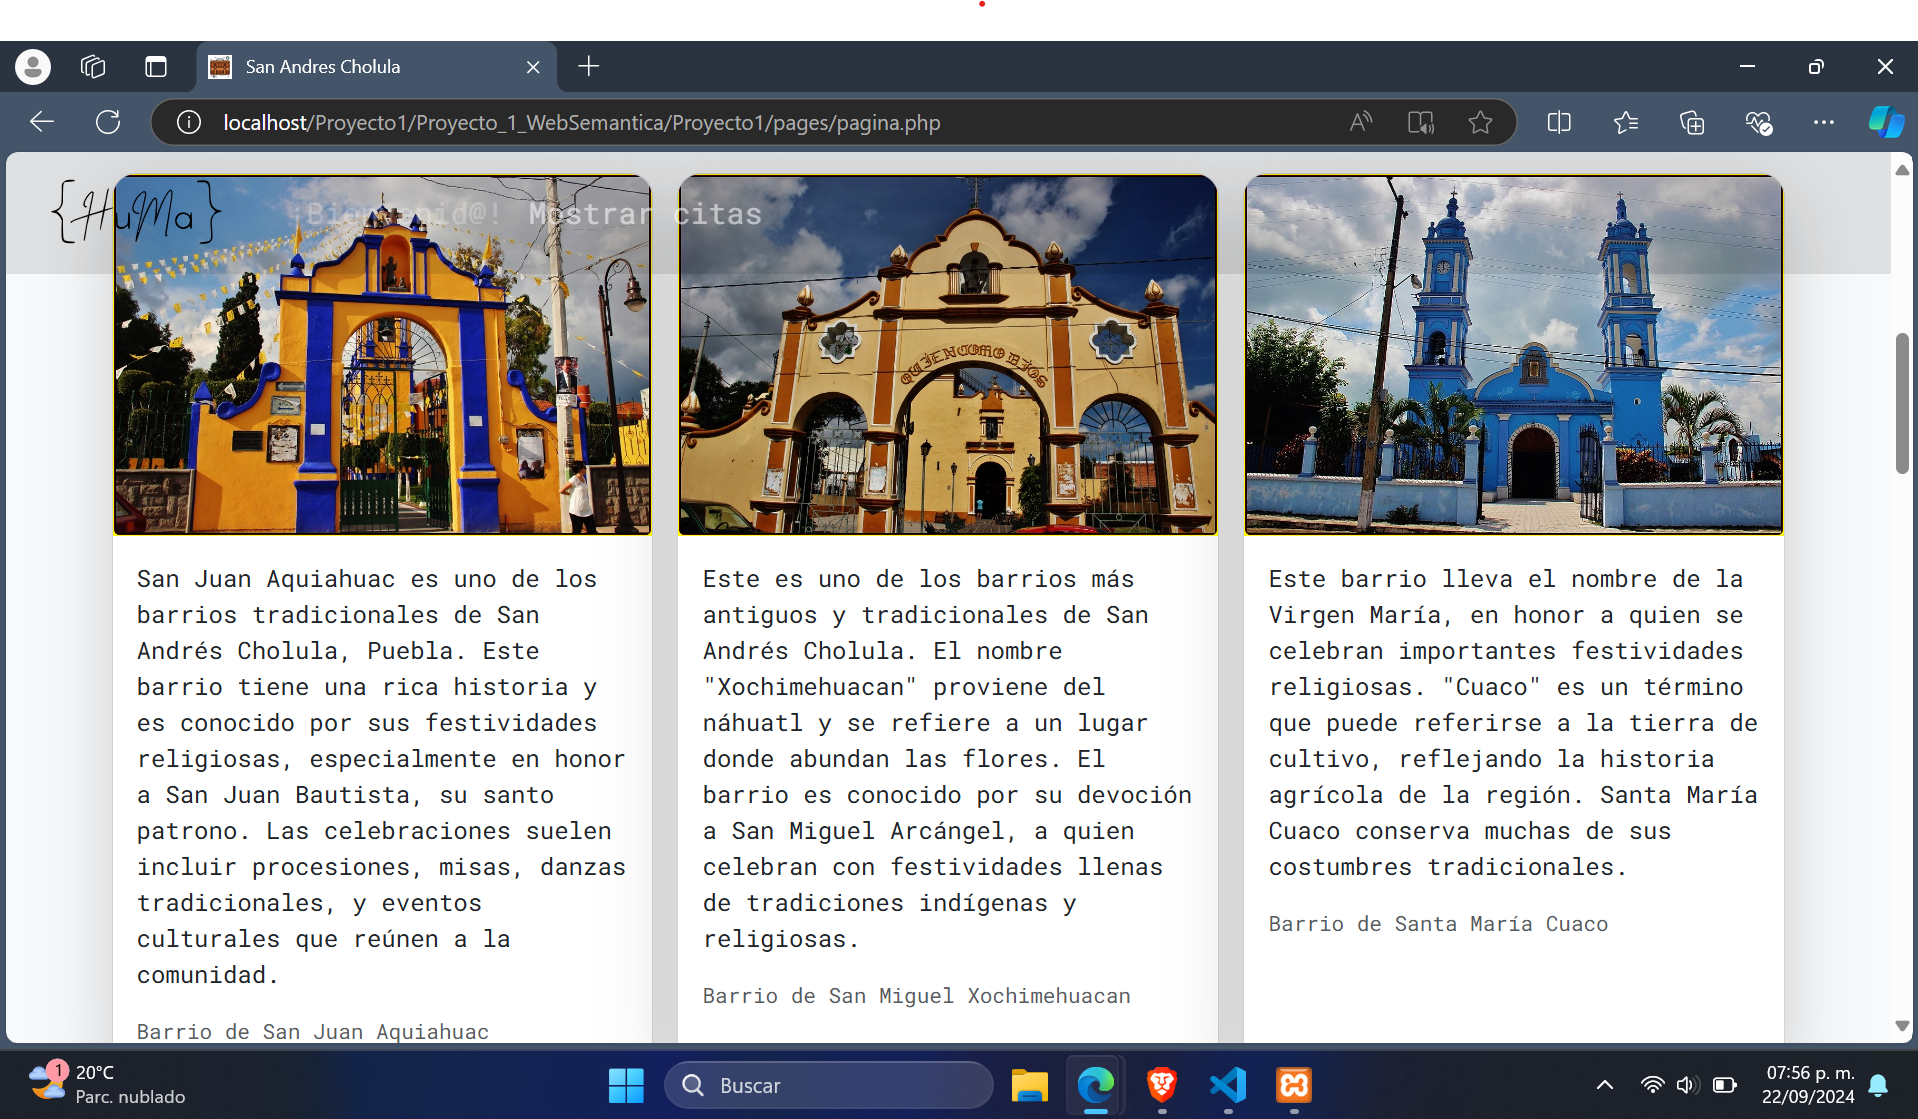 San Andres Cholula
localhost/Proyecto1/Proyecto_1_WebSemantica/Proyecto1/pages/pagina.php
{HuMa}
¡Bienvenid@! Mostrar citas
QUIEN COMO DIOS
San Juan Aquiahuac es uno de los
barrios tradicionales de San
Andrés Cholula, Puebla. Este
barrio tiene una rica historia y
es conocido por sus festividades
religiosas, especialmente en honor
a San Juan Bautista, su santo
patrono. Las celebraciones suelen
incluir procesiones, misas, danzas
tradicionales, y eventos
culturales que reúnen a la
comunidad.
Barrio de San Juan Aquiahuac
Este es uno de los barrios más
antiguos y tradicionales de San
Andrés Cholula. El nombre
"Xochimehuacan" proviene del
náhuatl y se refiere a un lugar
donde abundan las flores. El
barrio es conocido por su devoción
a San Miguel Arcángel, a quien
celebran con festividades llenas
de tradiciones indígenas y
religiosas.
Barrio de San Miguel Xochimehuacan
Este barrio lleva el nombre de la
Virgen María, en honor a quien se
celebran importantes festividades
religiosas. "Cuaco" es un término
que puede referirse a la tierra de
cultivo, reflejando la historia
agrícola de la región. Santa María
Cuaco conserva muchas de sus
costumbres tradicionales.
Barrio de Santa María Cuaco
1
20°C
Parc. nublado
Buscar
07:56 p. m.
22/09/2024